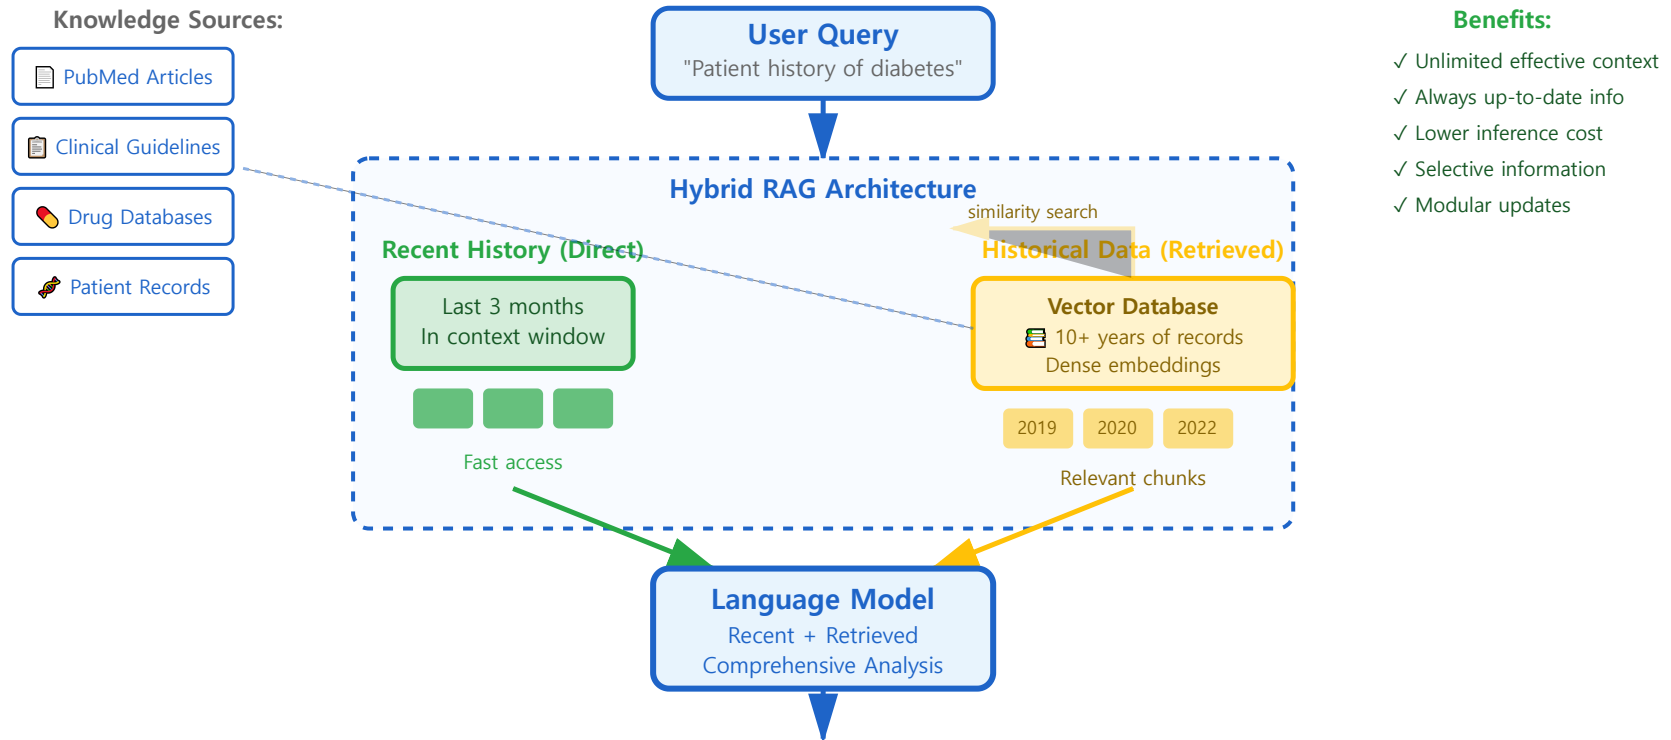 Knowledge Sources:
PubMed Articles
Clinical Guidelines
Drug Databases
Patient Records
User Query
"Patient history of diabetes"
Hybrid RAG Architecture
similarity search
Recent History (Direct)
Last 3 months
In context window
Fast access
Historical Data (Retrieved)
Vector Database
10+ years of records
Dense embeddings
2019
2020
2022
Relevant chunks
Language Model
Recent + Retrieved
Comprehensive Analysis
Benefits:
✓ Unlimited effective context
✓ Always up-to-date info
✓ Lower inference cost
✓ Selective information
✓ Modular updates